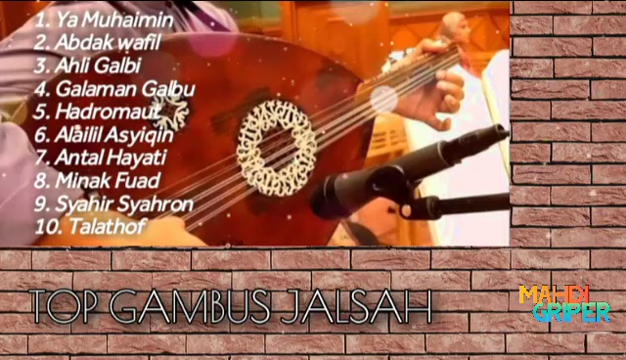 1. Ya Muhaimin
2. Abdak wafil
3. Ahli Galbi
4. Galaman Galbu
5. Hadromaut
6. Alailil Asyiqin
7. Antal Hayati
8. Minak Fuad
9. Syahir Syahron
10. Talathof
TOP GAMBUS JALSAH
MAHDI
GRIPER